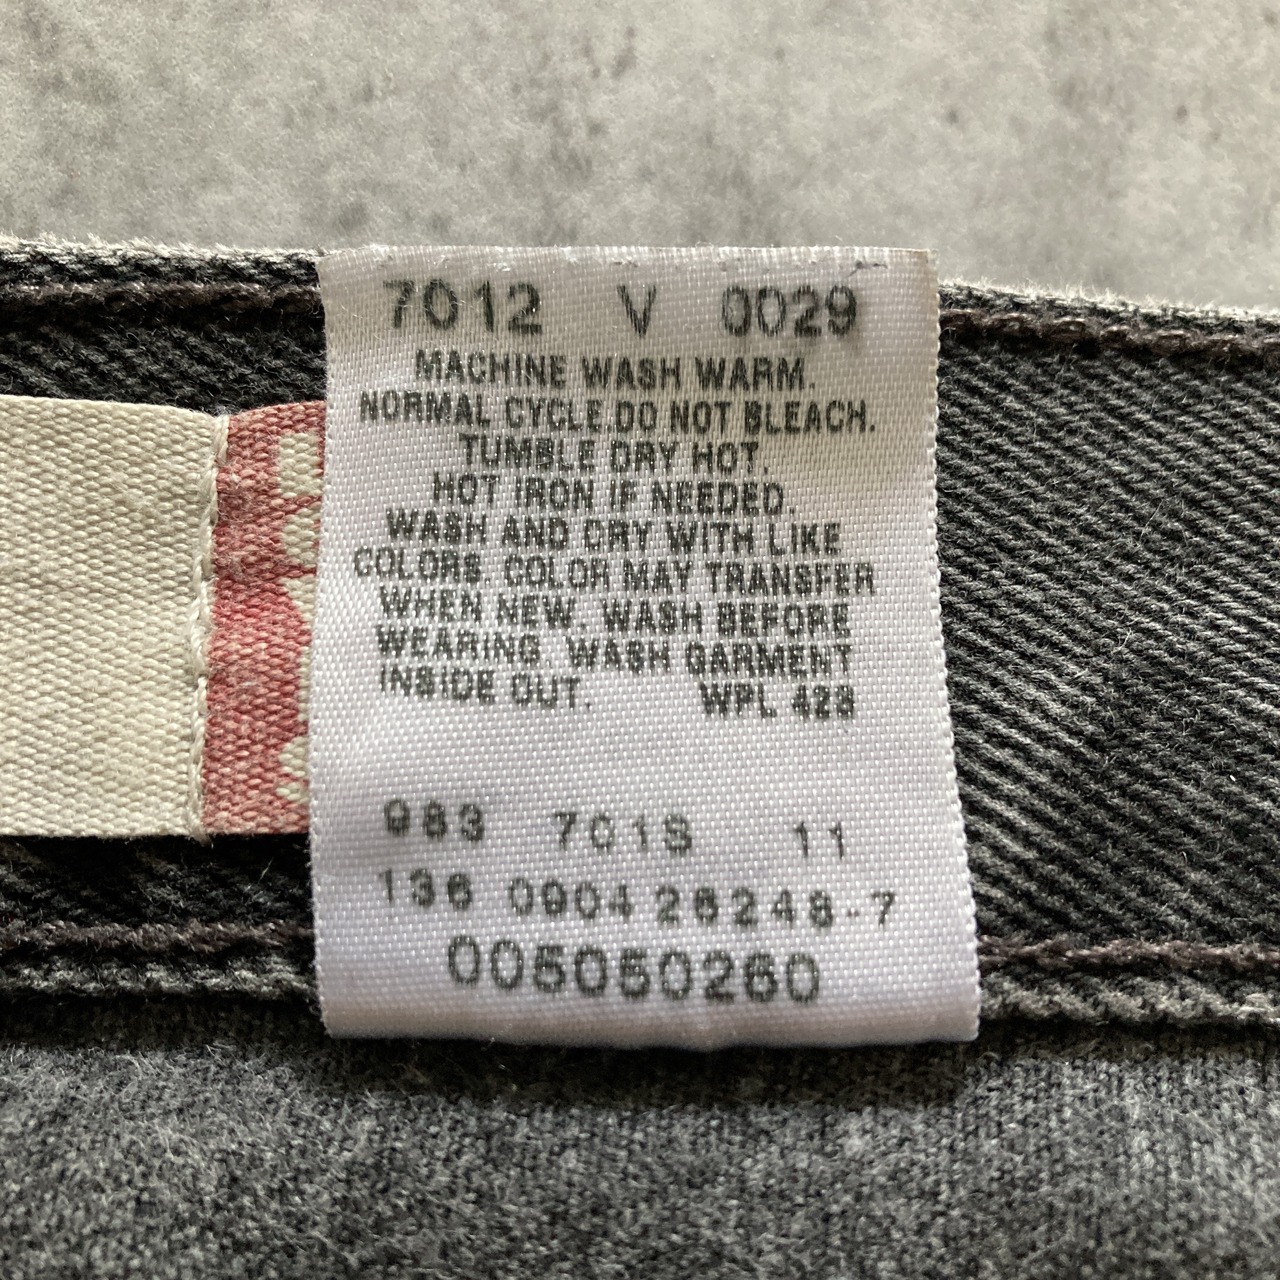 7012 V 0029
MACHINE WASH WARM.
NORMAL CYCLE.DO NOT BLEACH.
TUMBLE DRY HOT.
HOT IRON IF NEEDED.
WASH AND DRY WITH LIKE
COLORS. COLOR MAY TRANSFER
WHEN NEW. WASH BEFORE
WEARING. WASH GARMENT
INSIDE OUT. WPL 423
983 701S 11
136 0904 26248-7
005050260